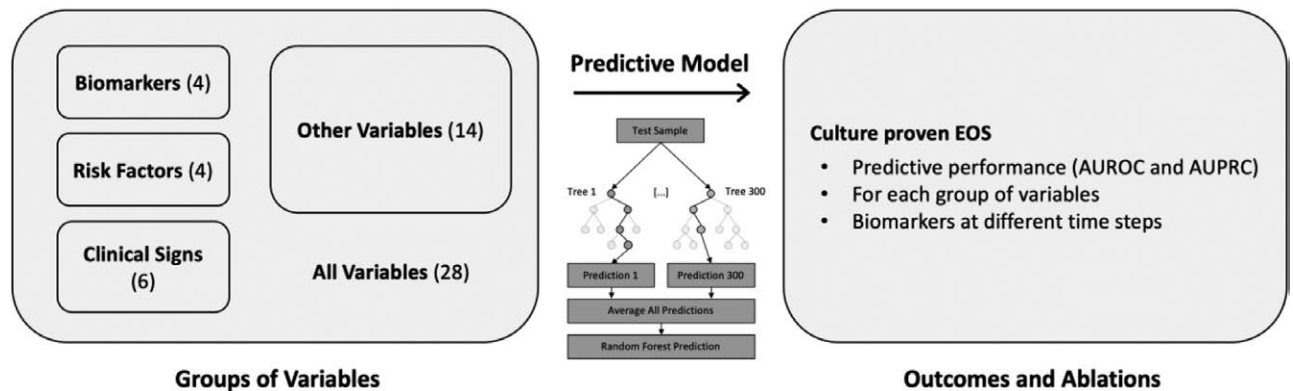 Biomarkers (4)
Risk Factors (4)
Clinical Signs
(6)
Other Variables (14)
All Variables (28)
Groups of Variables
Predictive Model
Test Sample
Tree 1
[...]
Tree 300
Prediction 1
Prediction 300
Average All Predictions
Random Forest Prediction
Culture proven EOS
• Predictive performance (AUROC and AUPRC)
• For each group of variables
• Biomarkers at different time steps
Outcomes and Ablations